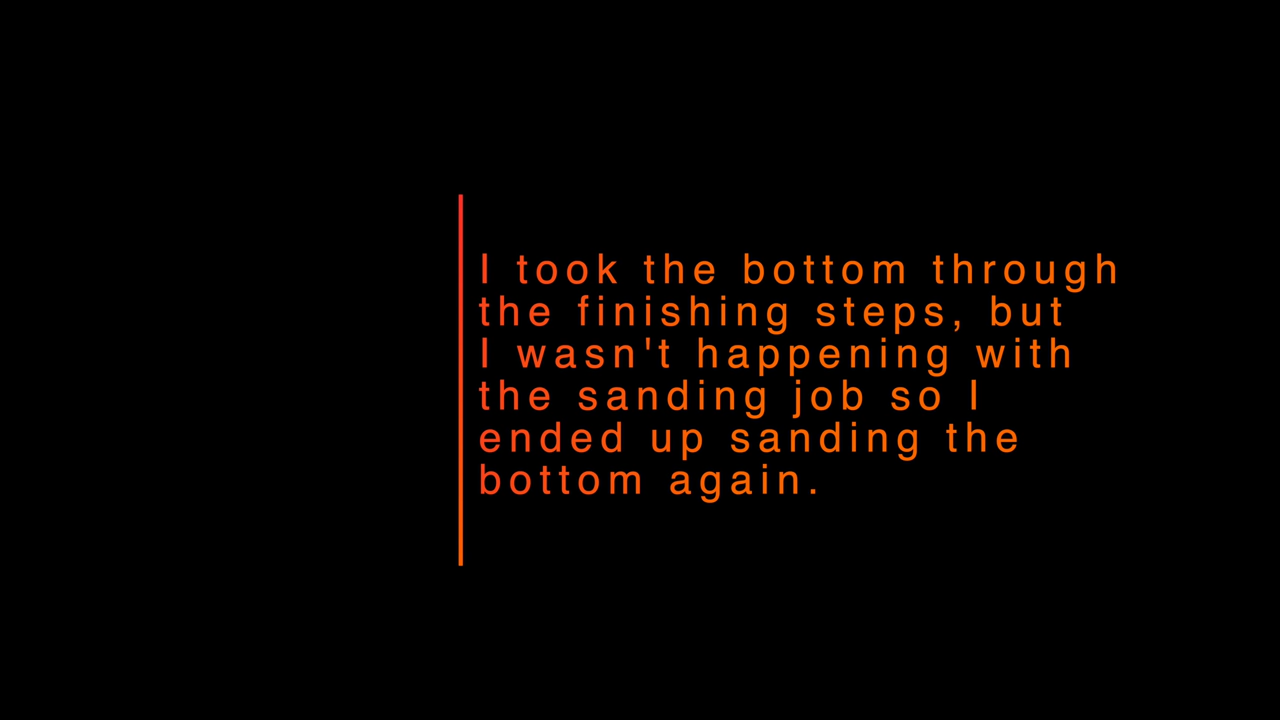 I took the bottom through
the finishing steps, but
I wasn't happening with
the sanding job so I
ended up sanding the
bottom again.